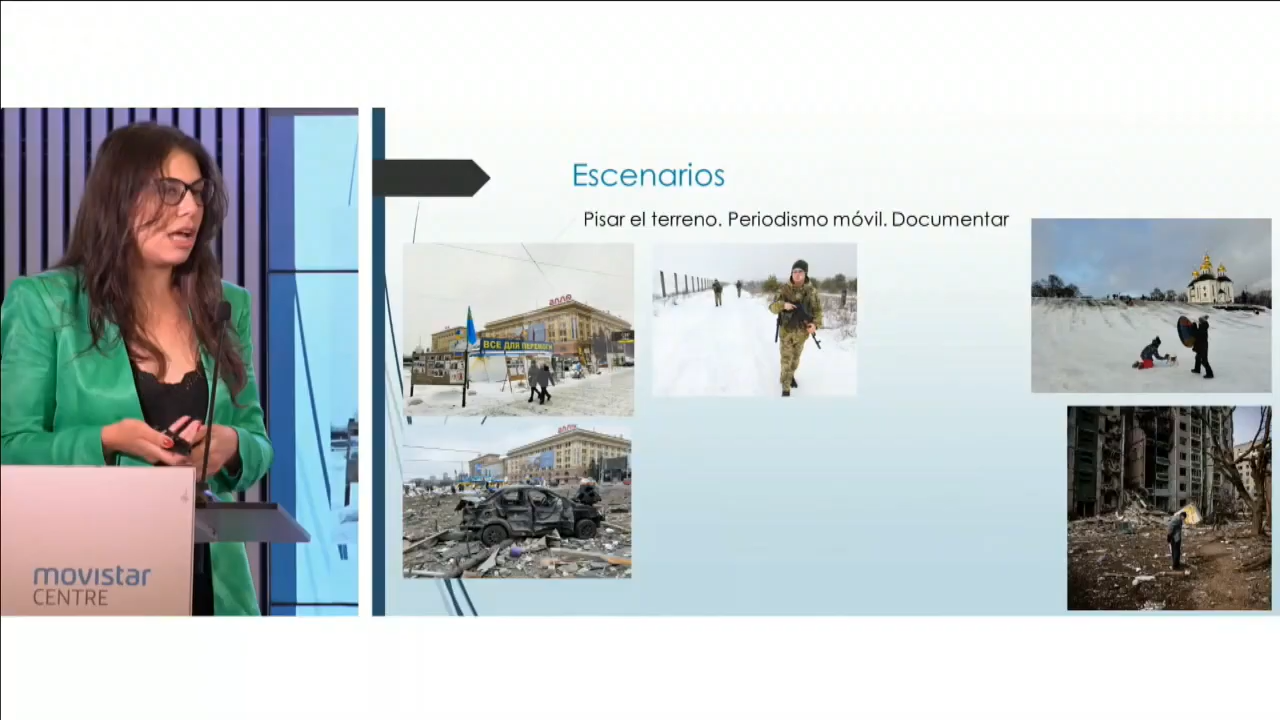 Escenarios
Pisar el terreno. Periodismo móvil. Documentar
ВСЕ ДЛЯ ПЕРЕМОГИ
movistar
CENTRE